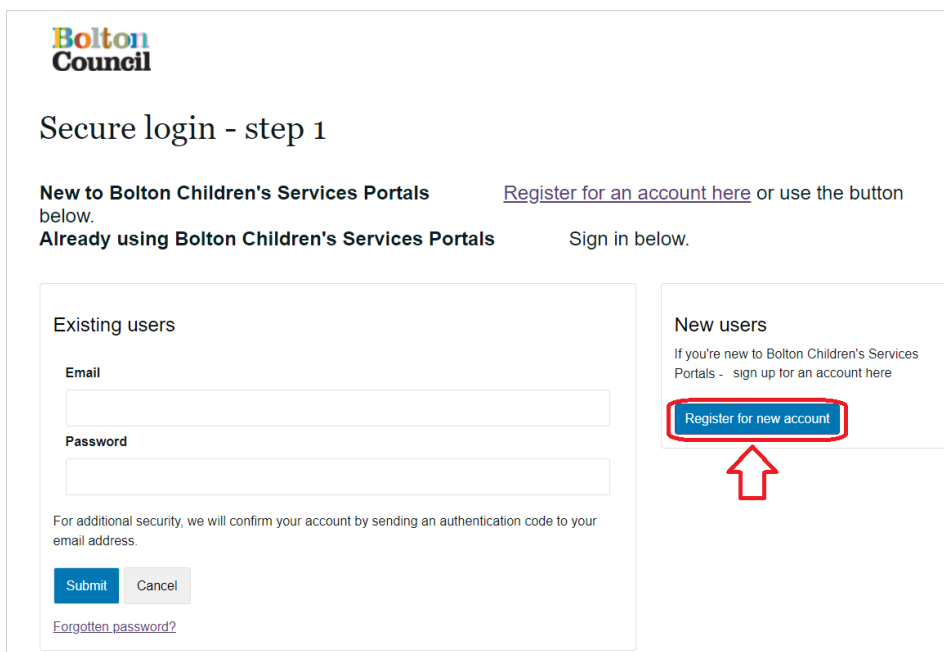 Bolton
Council
Secure login - step 1
New to Bolton Children's Services Portals Register for an account here or use the button
below.
Already using Bolton Children's Services Portals Sign in below.
Existing users
Email
Password
For additional security, we will confirm your account by sending an authentication code to your
email address.
Submit Cancel
Forgotten password?
New users
If you're new to Bolton Children's Services
Portals - sign up for an account here
Register for new account